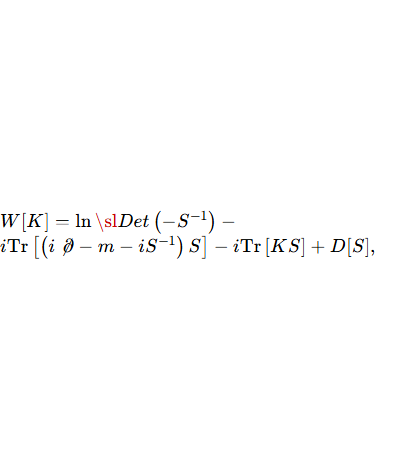 W[K] = ln \slDet (−S⁻¹) −
iTr [(i ∂̸ − m − iS⁻¹) S] − iTr [KS] + D[S],